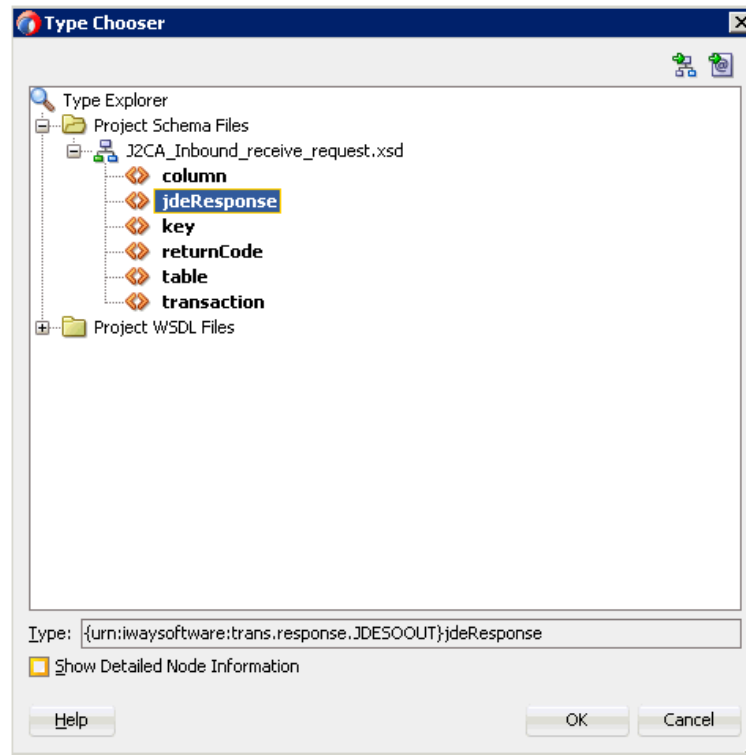 Type Chooser
Type Explorer
Project Schema Files
J2CA_Inbound_receive_request.xsd
column
jdeResponse
key
returnCode
table
transaction
Project WSDL Files
Type: {urn:iwaysoftware:trans.response.JDESOOUT}jdeResponse
Show Detailed Node Information
Help OK Cancel